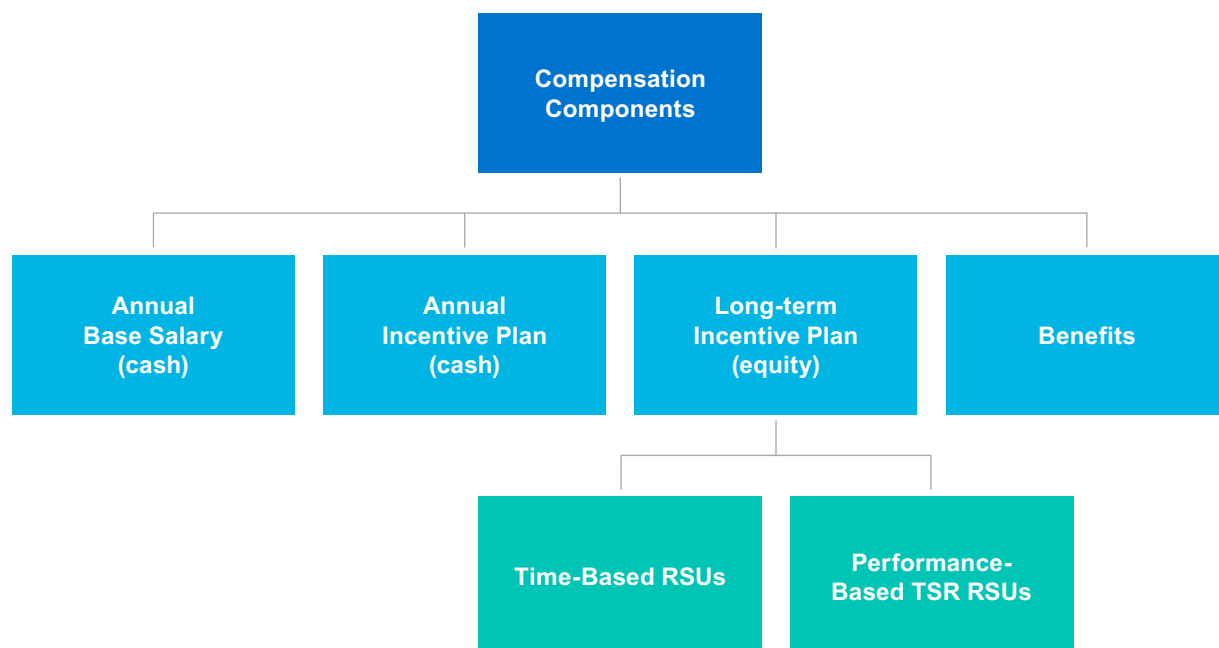 Compensation
Components
Annual
Base Salary
(cash)
Annual
Incentive Plan
(cash)
Long-term
Incentive Plan
(equity)
Benefits
Time-Based RSUs
Performance-
Based TSR RSUs